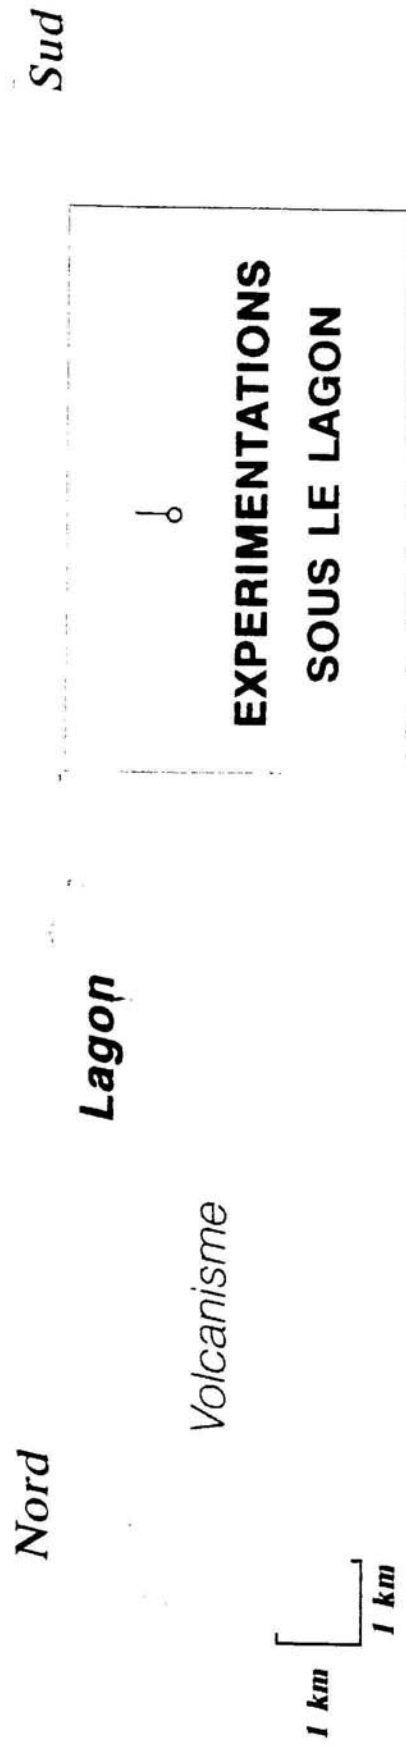 Nord
Sud
Lagon
Volcanisme
EXPERIMENTATIONS
SOUS LE LAGON
1 km
1 km